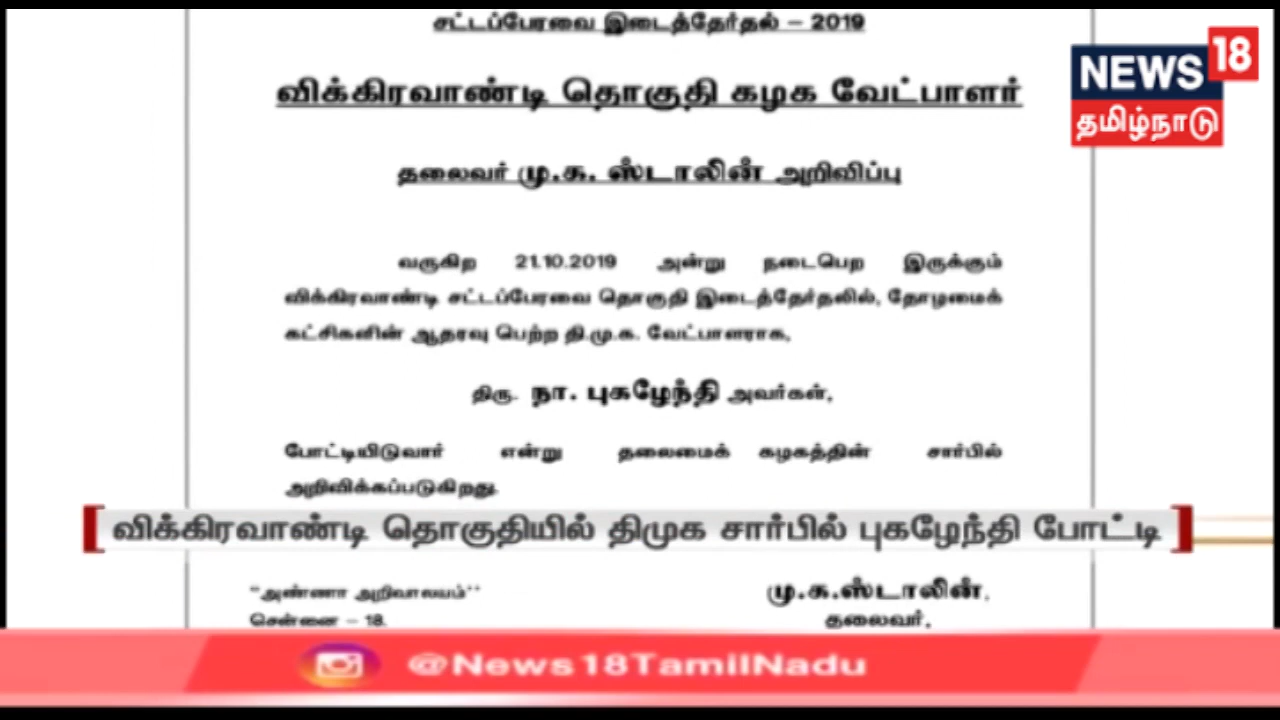 சட்டப்பேரவை இடைத்தேர்தல் – 2019
விக்கிரவாண்டி தொகுதி கழக வேட்பாளர்
தலைவர் மு.க. ஸ்டாலின் அறிவிப்பு
வருகிற 21.10.2019 அன்று நடைபெற இருக்கும்
விக்கிரவாண்டி சட்டப்பேரவை தொகுதி இடைத்தேர்தலில், தோழமைக்
கட்சிகளின் ஆதரவு பெற்ற தி.மு.க. வேட்பாளராக,
திரு. நா. புகழேந்தி அவர்கள்,
போட்டியிடுவார் என்று தலைமைக் கழகத்தின் சார்பில்
அறிவிக்கப்படுகிறது.
விக்கிரவாண்டி தொகுதியில் திமுக சார்பில் புகழேந்தி போட்டி
"அண்ணா அறிவாலயம்" மு.க.ஸ்டாலின்,
சென்னை – 18. தலைவர்,
NEWS 18
தமிழ்நாடு
@News18TamilNadu